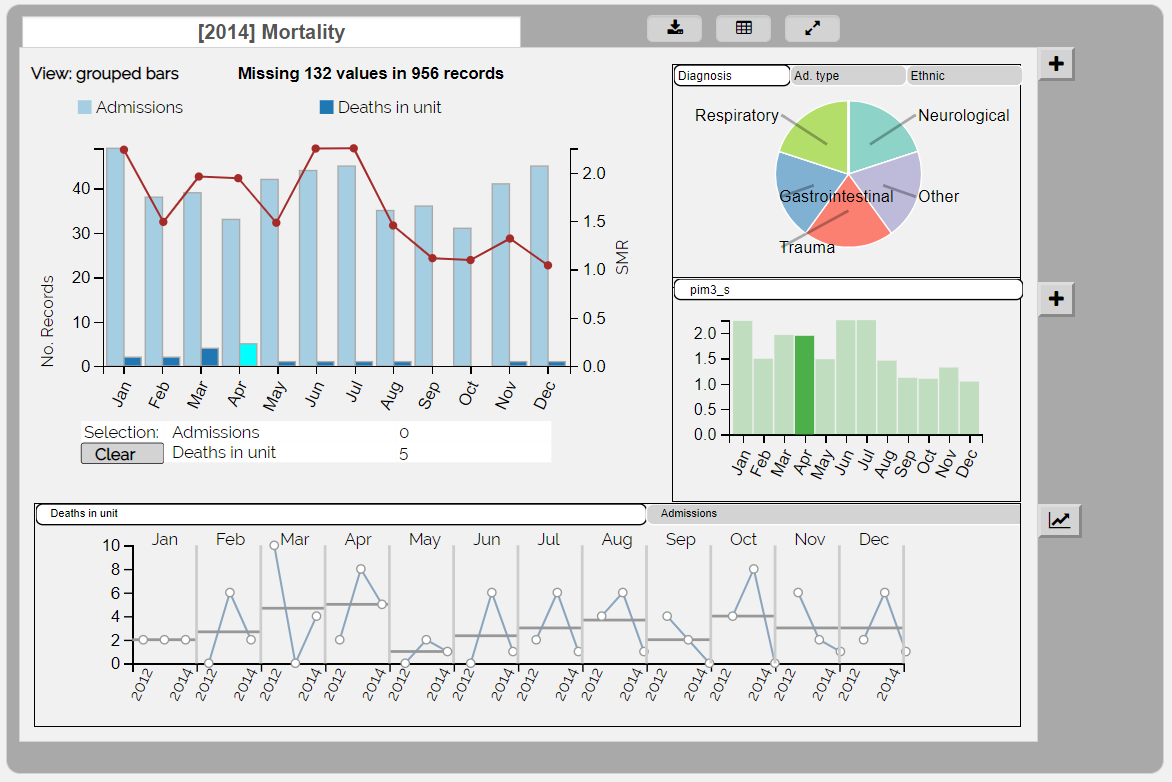 [2014] Mortality
View: grouped bars
Missing 132 values in 956 records
Admissions
Deaths in unit
40
30
20
10
0
No. Records
2.0
1.5
1.0
0.5
0.0
SMR
Jan Feb Mar Apr May Jun Jul Aug Sep Oct Nov Dec
Selection: Admissions 0
Clear Deaths in unit 5
Diagnosis Ad. type Ethnic
Respiratory
Neurological
Gastrointestinal
Other
Trauma
pim3_s
2.0
1.5
1.0
0.5
0.0
Jan Feb Mar Apr May Jun Jul Aug Sep Oct Nov Dec
Deaths in unit Admissions
Jan Feb Mar Apr May Jun Jul Aug Sep Oct Nov Dec
10
8
6
4
2
0
2012 2014 2012 2014 2012 2014 2012 2014 2012 2014 2012 2014 2012 2014 2012 2014 2012 2014 2012 2014 2012 2014 2012 2014